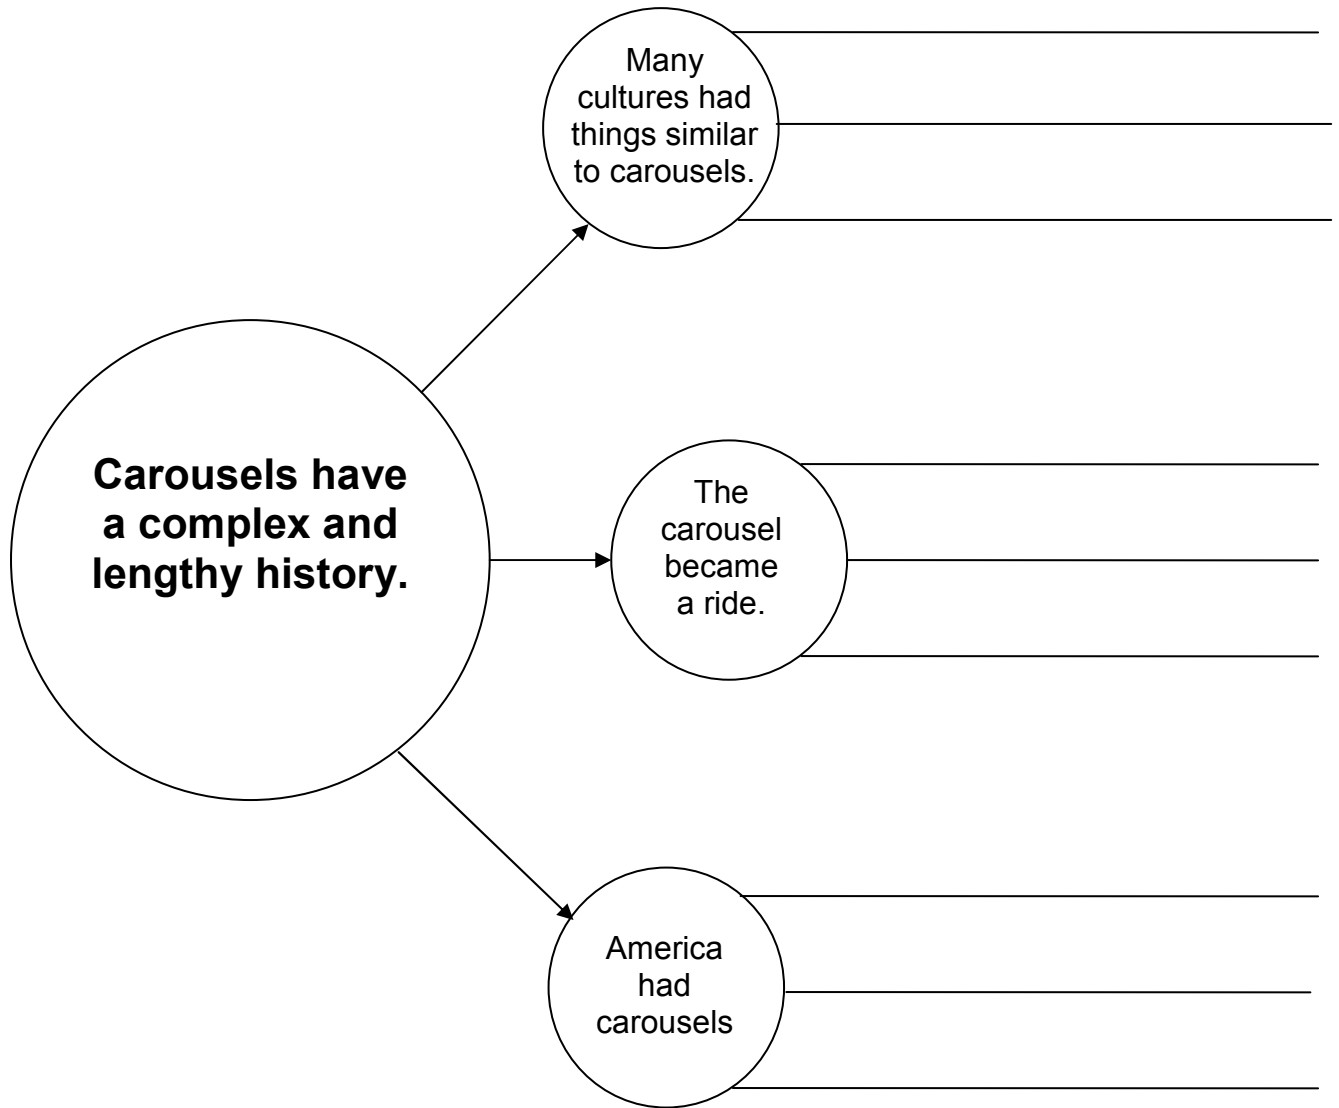 Many
cultures had
things similar
to carousels.
Carousels have
a complex and
lengthy history.
The
carousel
became
a ride.
America
had
carousels